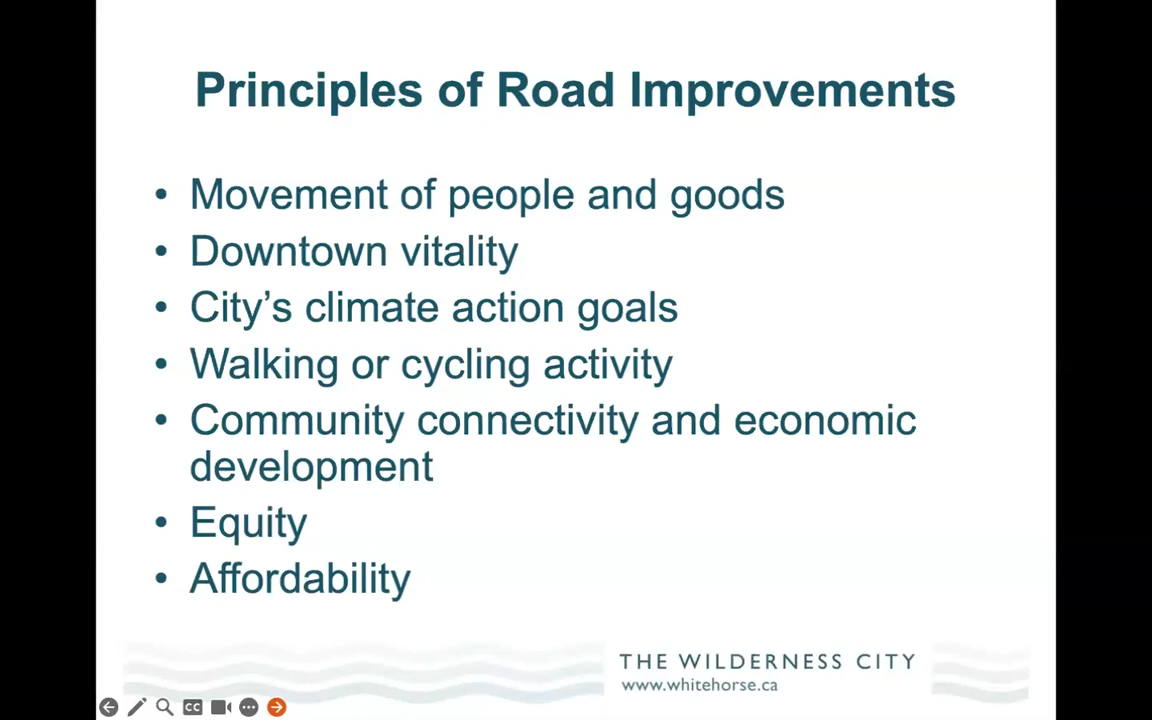 Principles of Road Improvements
• Movement of people and goods
• Downtown vitality
• City’s climate action goals
• Walking or cycling activity
• Community connectivity and economic
development
• Equity
• Affordability
THE WILDERNESS CITY
www.whitehorse.ca
CC